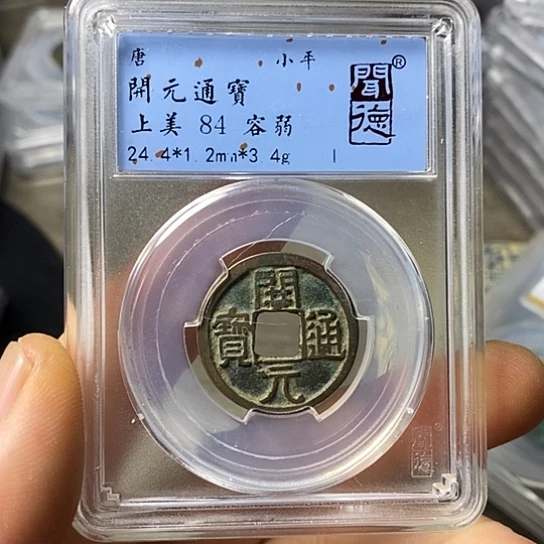 唐 小平
開元通寶
上美 84 容弱
24.4*1.2mm*3.4g
聞德®
開元通寶